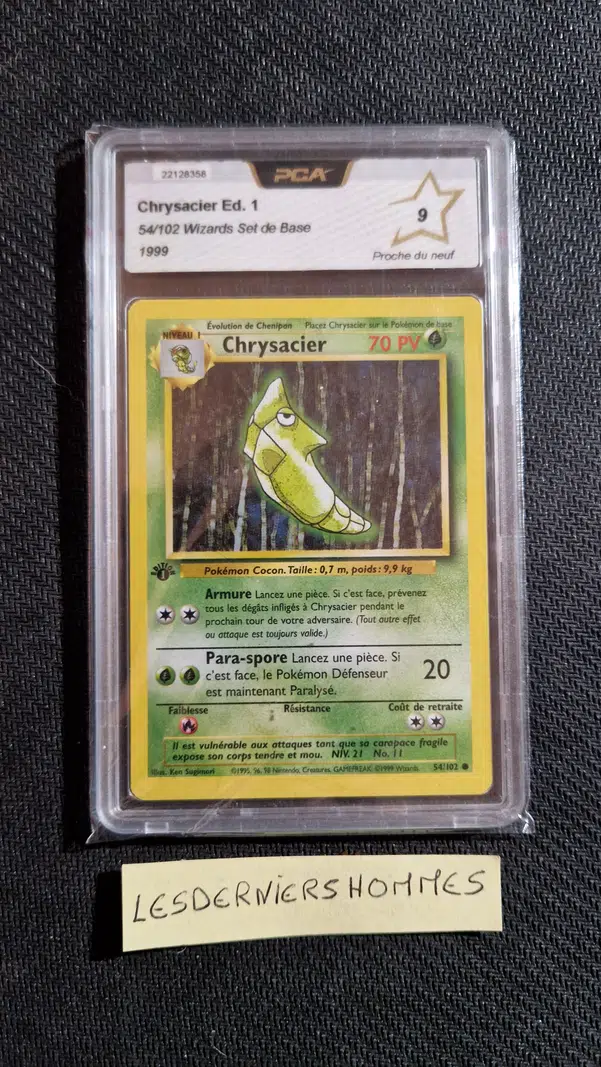 22128358
PCA
Chrysacier Ed. 1
54/102 Wizards Set de Base
1999
9
Proche du neuf
Évolution de Chenipan Placez Chrysacier sur le Pokémon de base
NIVEAU 1
Chrysacier 70 PV
Pokémon Cocon. Taille : 0,7 m, poids : 9,9 kg
EDITION
1
Armure Lancez une pièce. Si c'est face, prévenez
tous les dégâts infligés à Chrysacier pendant le
prochain tour de votre adversaire. (Tout autre effet
ou attaque est toujours valide.)
Para-spore Lancez une pièce. Si
c'est face, le Pokémon Défenseur
est maintenant Paralysé.
20
Faiblesse Résistance Coût de retraite
Il est vulnérable aux attaques tant que sa carapace fragile
expose son corps tendre et mou. NIV. 21 No. 11
Illus. Ken Sugimori ©1995, 96, 98 Nintendo, Creatures, GAMEFREAK. ©1999 Wizards. 54/102
LESDERNIERSHOMMES